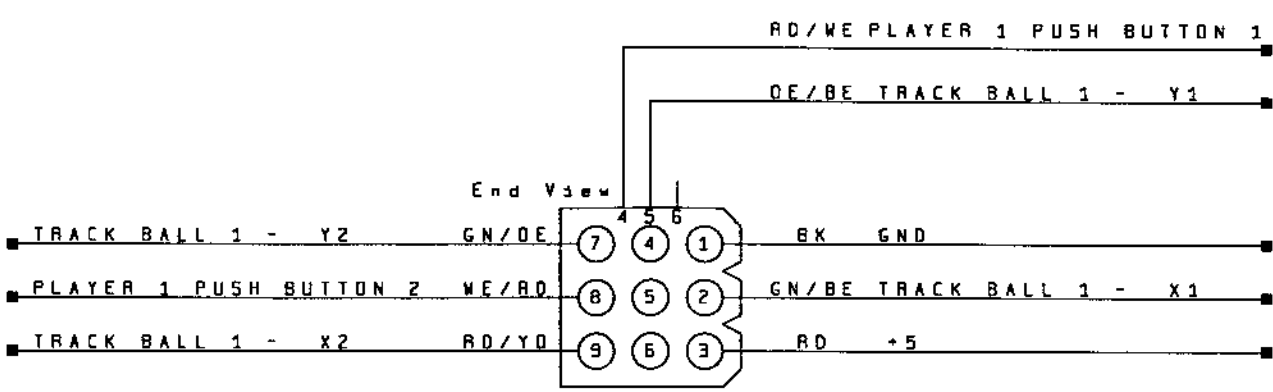 RD/WE PLAYER 1 PUSH BUTTON 1
OE/BE TRACK BALL 1 - Y1
End View
4 5 6
TRACK BALL 1 - Y2 GN/OE 7 4 1 BK GND
PLAYER 1 PUSH BUTTON 2 WE/RD 8 5 2 GN/BE TRACK BALL 1 - X1
TRACK BALL 1 - X2 RD/YO 9 6 3 RD +5